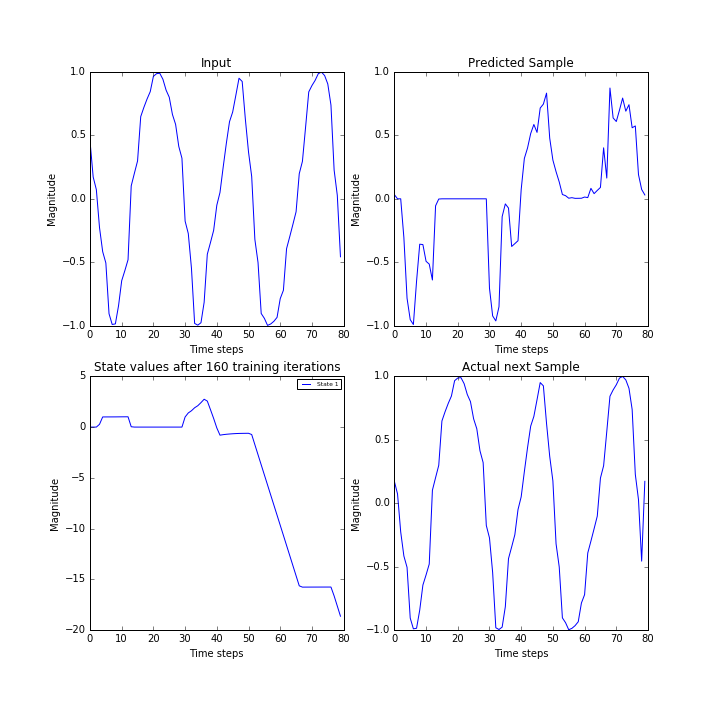 Input
Magnitude
1.0
0.5
0.0
−0.5
−1.0
0 10 20 30 40 50 60 70 80
Time steps
Predicted Sample
Magnitude
1.0
0.5
0.0
−0.5
−1.0
0 10 20 30 40 50 60 70 80
Time steps
State values after 160 training iterations
Magnitude
5
0
−5
−10
−15
−20
State 1
0 10 20 30 40 50 60 70 80
Time steps
Actual next Sample
Magnitude
1.0
0.5
0.0
−0.5
−1.0
0 10 20 30 40 50 60 70 80
Time steps